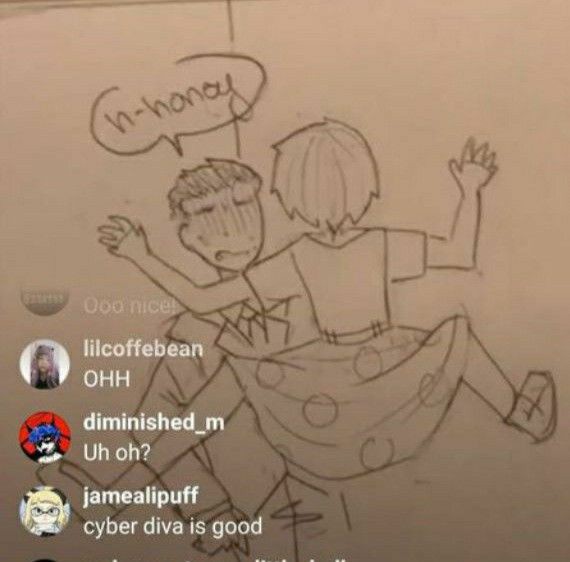 n-honey
Ooo nice!
lilcoffebean
OHH
diminished_m
Uh oh?
jamealipuff
cyber diva is good